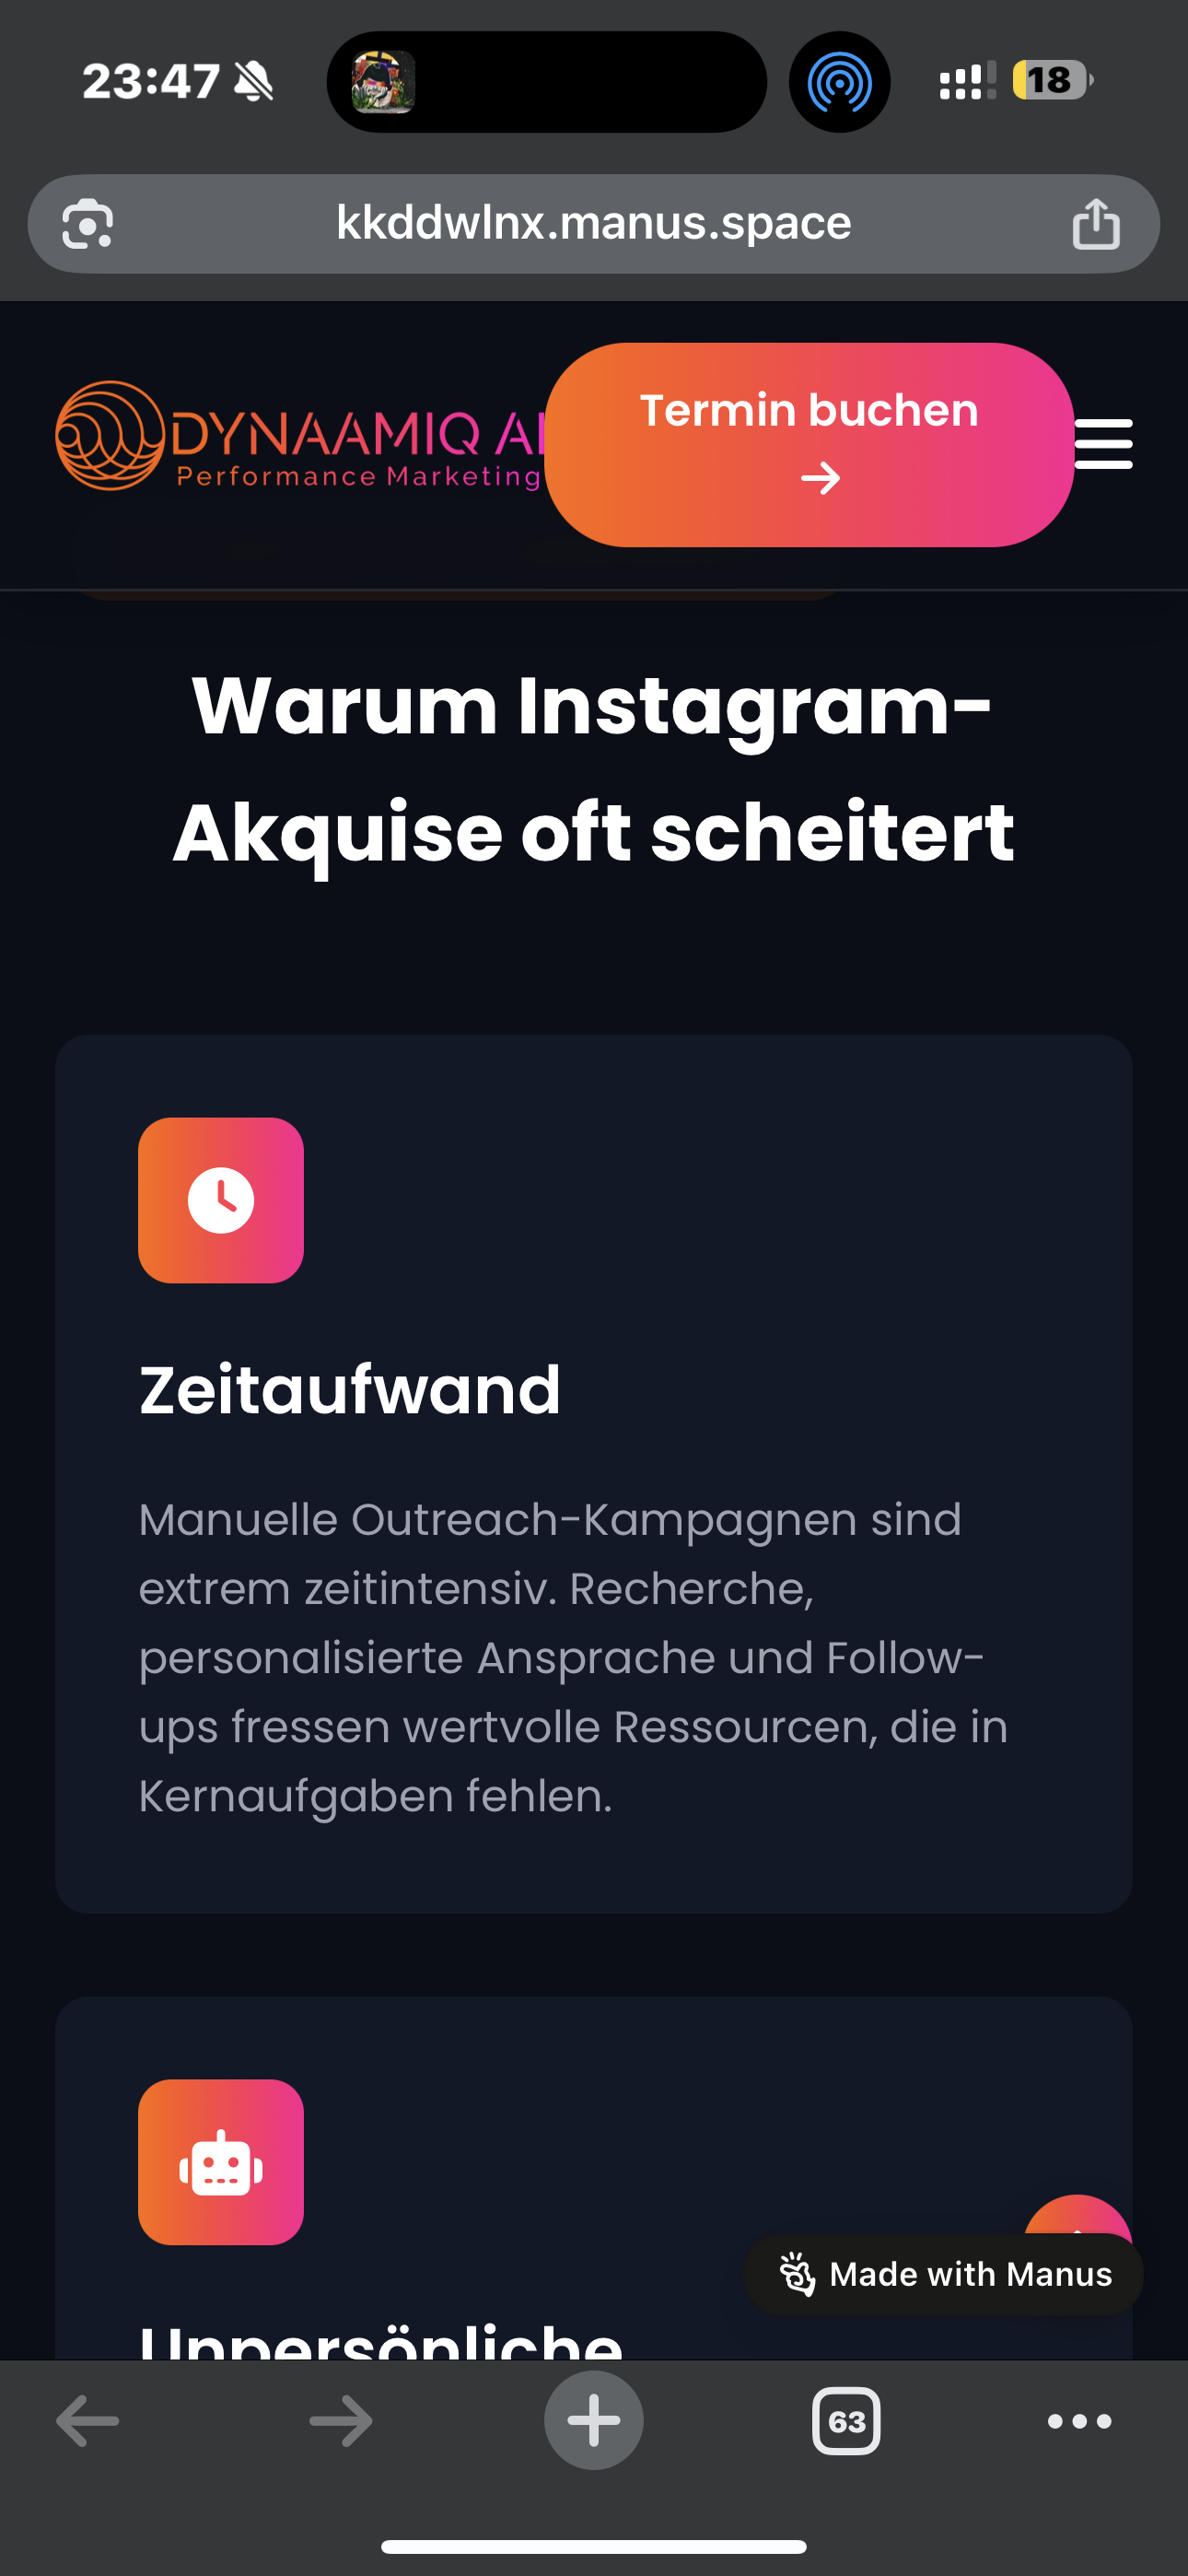 23:47
18
kkddwlnx.manus.space
DYNAAMIQ AI
Performance Marketing
Termin buchen
→
Warum Instagram-
Akquise oft scheitert
Zeitaufwand
Manuelle Outreach-Kampagnen sind
extrem zeitintensiv. Recherche,
personalisierte Ansprache und Follow-
ups fressen wertvolle Ressourcen, die in
Kernaufgaben fehlen.
Made with Manus
Unpersönliche
63